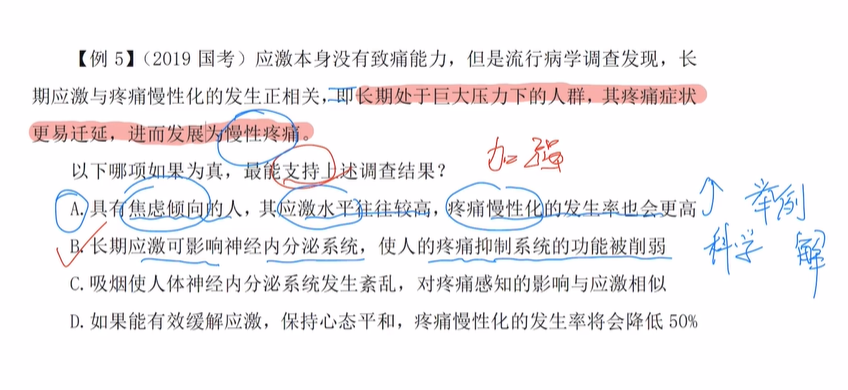 【例 5】（2019 国考）应激本身没有致痛能力，但是流行病学调查发现，长
期应激与疼痛慢性化的发生正相关，即长期处于巨大压力下的人群，其疼痛症状
更易迁延，进而发展为慢性疼痛。
以下哪项如果为真，最能支持上述调查结果？
加强
A. 具有焦虑倾向的人，其应激水平往往较高，疼痛慢性化的发生率也会更高
举例
B. 长期应激可影响神经内分泌系统，使人的疼痛抑制系统的功能被削弱
科学 解
C. 吸烟使人体神经内分泌系统发生紊乱，对疼痛感知的影响与应激相似
D. 如果能有效缓解应激，保持心态平和，疼痛慢性化的发生率将会降低 50%